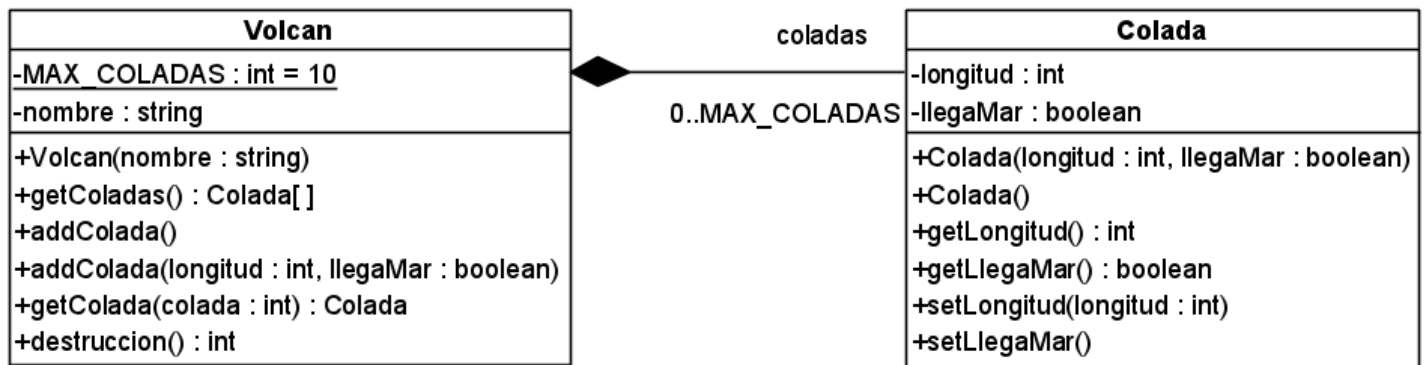 Volcan
-MAX_COLADAS : int = 10
-nombre : string
+Volcan(nombre : string)
+getColadas() : Colada[ ]
+addColada()
+addColada(longitud : int, llegaMar : boolean)
+getColada(colada : int) : Colada
+destruccion() : int
coladas
0..MAX_COLADAS
Colada
-longitud : int
-llegaMar : boolean
+Colada(longitud : int, llegaMar : boolean)
+Colada()
+getLongitud() : int
+getLlegaMar() : boolean
+setLongitud(longitud : int)
+setLlegaMar()